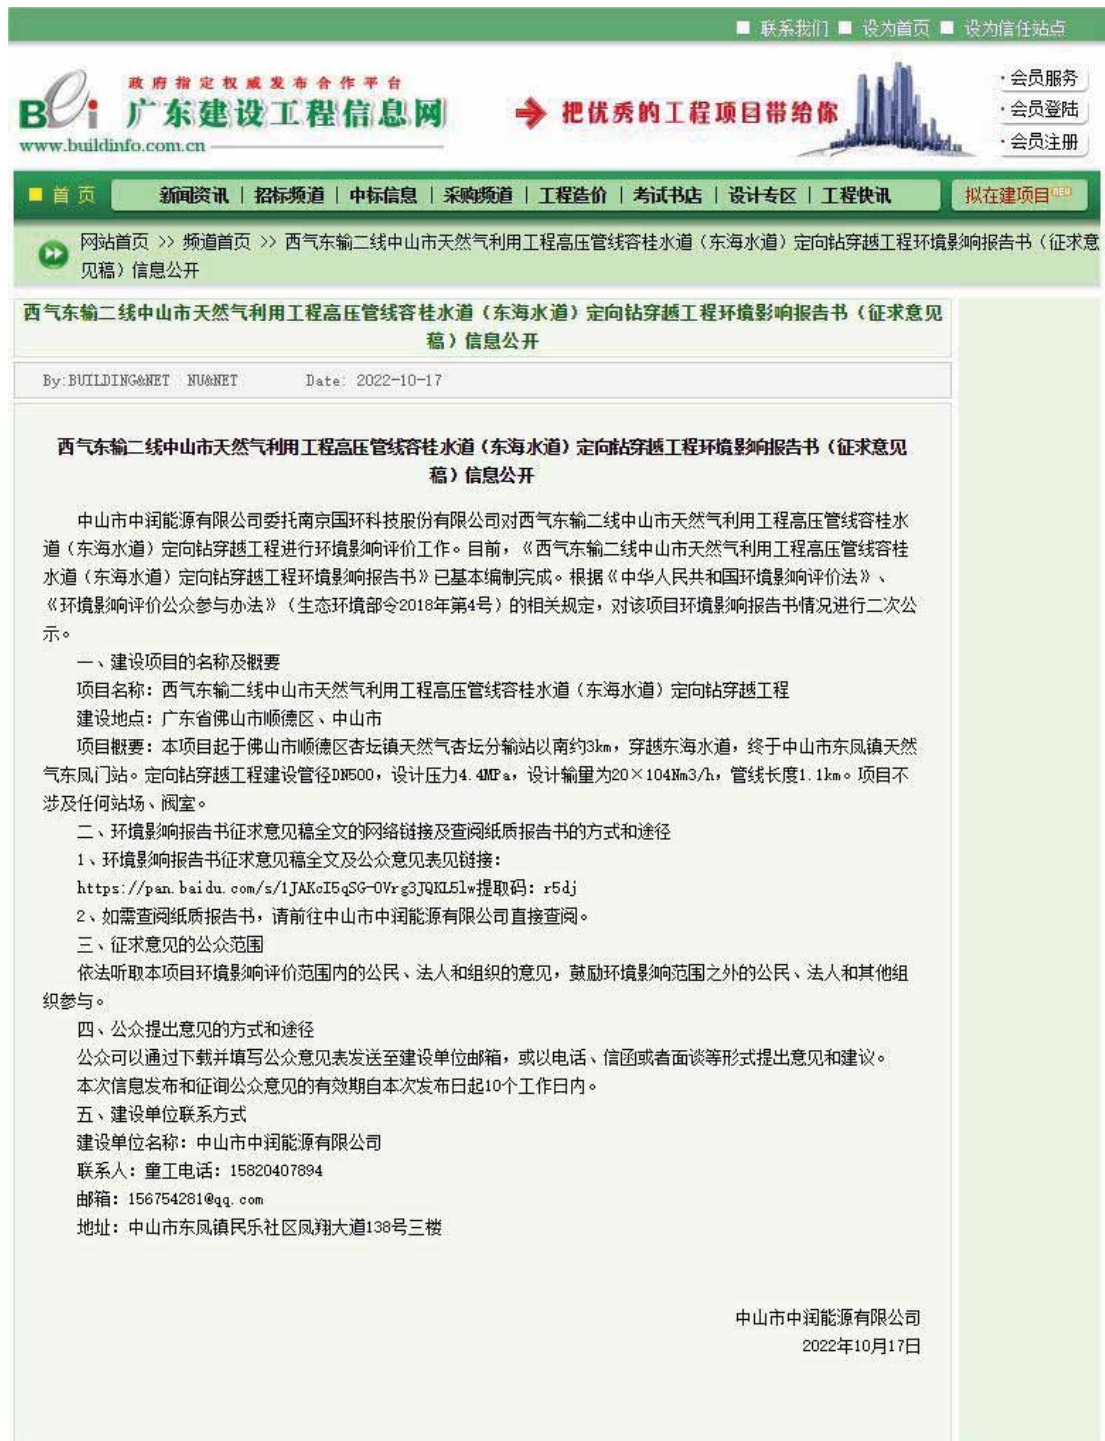 ■ 联系我们 ■ 设为首页 ■ 设为信任站点
BCi
政府指定权威发布合作平台
广东建设工程信息网
www.buildinfo.com.cn
把优秀的工程项目带给你
·会员服务
·会员登陆
·会员注册
首页
新闻资讯 | 招标频道 | 中标信息 | 采购频道 | 工程造价 | 考试书店 | 设计专区 | 工程快讯
拟在建项目NEW
网站首页 >> 频道首页 >> 西气东输二线中山市天然气利用工程高压管线容桂水道（东海水道）定向钻穿越工程环境影响报告书（征求意
见稿）信息公开
西气东输二线中山市天然气利用工程高压管线容桂水道（东海水道）定向钻穿越工程环境影响报告书（征求意见
稿）信息公开
By:BUILDING&NET NU&NET Date: 2022-10-17
西气东输二线中山市天然气利用工程高压管线容桂水道（东海水道）定向钻穿越工程环境影响报告书（征求意见
稿）信息公开
中山市中润能源有限公司委托南京国环科技股份有限公司对西气东输二线中山市天然气利用工程高压管线容桂水
道（东海水道）定向钻穿越工程进行环境影响评价工作。目前，《西气东输二线中山市天然气利用工程高压管线容桂
水道（东海水道）定向钻穿越工程环境影响报告书》已基本编制完成。根据《中华人民共和国环境影响评价法》、
《环境影响评价公众参与办法》（生态环境部令2018年第4号）的相关规定，对该项目环境影响报告书情况进行二次公
示。
一、建设项目的名称及概要
项目名称：西气东输二线中山市天然气利用工程高压管线容桂水道（东海水道）定向钻穿越工程
建设地点：广东省佛山市顺德区、中山市
项目概要：本项目起于佛山市顺德区杏坛镇天然气杏坛分输站以南约3km，穿越东海水道，终于中山市东凤镇天然
气东凤门站。定向钻穿越工程建设管径DN500，设计压力4.4MPa，设计输量为20×104Nm3/h，管线长度1.1km。项目不
涉及任何站场、阀室。
二、环境影响报告书征求意见稿全文的网络链接及查阅纸质报告书的方式和途径
1、环境影响报告书征求意见稿全文及公众意见表见链接：
https://pan.baidu.com/s/1JAKcI5qSG-OVrg3JQKL5lw提取码：r5dj
2、如需查阅纸质报告书，请前往中山市中润能源有限公司直接查阅。
三、征求意见的公众范围
依法听取本项目环境影响评价范围内的公民、法人和组织的意见，鼓励环境影响范围之外的公民、法人和其他组
织参与。
四、公众提出意见的方式和途径
公众可以通过下载并填写公众意见表发送至建设单位邮箱，或以电话、信函或者面谈等形式提出意见和建议。
本次信息发布和征询公众意见的有效期自本次发布日起10个工作日内。
五、建设单位联系方式
建设单位名称：中山市中润能源有限公司
联系人：童工电话：15820407894
邮箱：156754281@qq.com
地址：中山市东凤镇民乐社区凤翔大道138号三楼
中山市中润能源有限公司
2022年10月17日